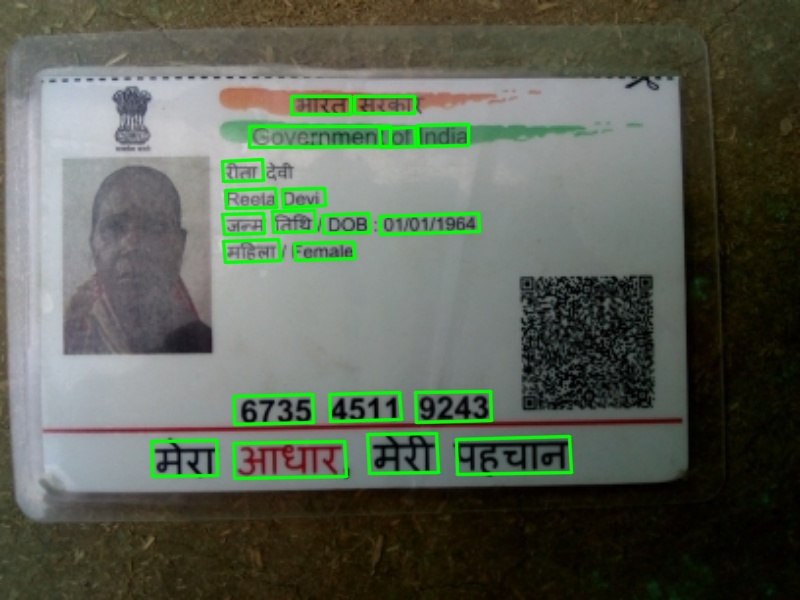 भारत सरकार
Government of India
रीता देवी
Reeta Devi
जन्म तिथि / DOB : 01/01/1964
महिला / Female
6735 4511 9243
मेरा आधार, मेरी पहचान